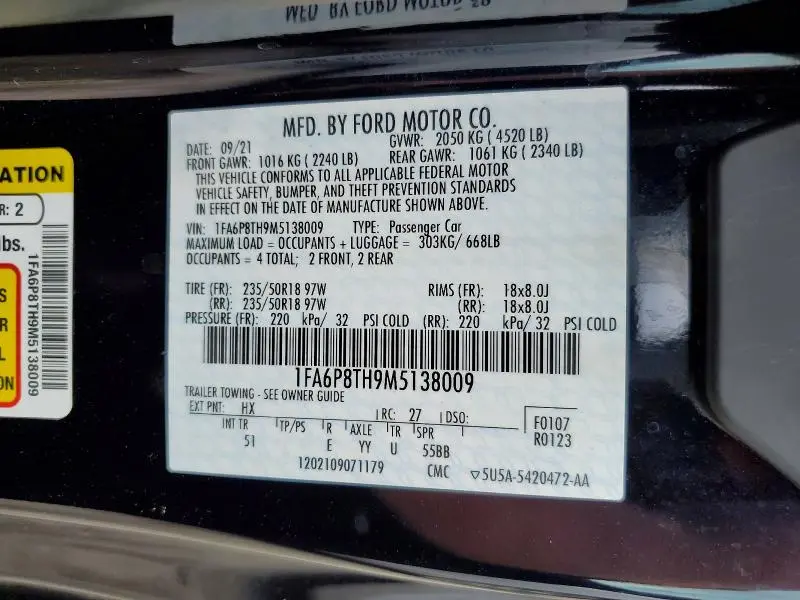 MFD. BY FORD MOTOR CO.
DATE: 09/21 GVWR: 2050 KG ( 4520 LB)
FRONT GAWR: 1016 KG ( 2240 LB) REAR GAWR: 1061 KG ( 2340 LB)
THIS VEHICLE CONFORMS TO ALL APPLICABLE FEDERAL MOTOR
VEHICLE SAFETY, BUMPER, AND THEFT PREVENTION STANDARDS
IN EFFECT ON THE DATE OF MANUFACTURE SHOWN ABOVE.
VIN: 1FA6P8TH9M5138009 TYPE: Passenger Car
MAXIMUM LOAD = OCCUPANTS + LUGGAGE = 303KG/ 668LB
OCCUPANTS = 4 TOTAL; 2 FRONT, 2 REAR
TIRE (FR): 235/50R18 97W RIMS (FR): 18x8.0J
(RR): 235/50R18 97W (RR): 18x8.0J
PRESSURE (FR): 220 kPa/ 32 PSI COLD (RR): 220 kPa/ 32 PSI COLD
1FA6P8TH9M5138009
TRAILER TOWING - SEE OWNER GUIDE
EXT PNT: HX RC: 27 DSO: F0107
INT TR TP/PS R AXLE TR SPR R0123
51 E YY U 55BB
1202109071179 CMC ▽5U5A-5420472-AA
ATION
R: 2
lbs.
S
R
L
ON
1FA6P8TH9M5138009